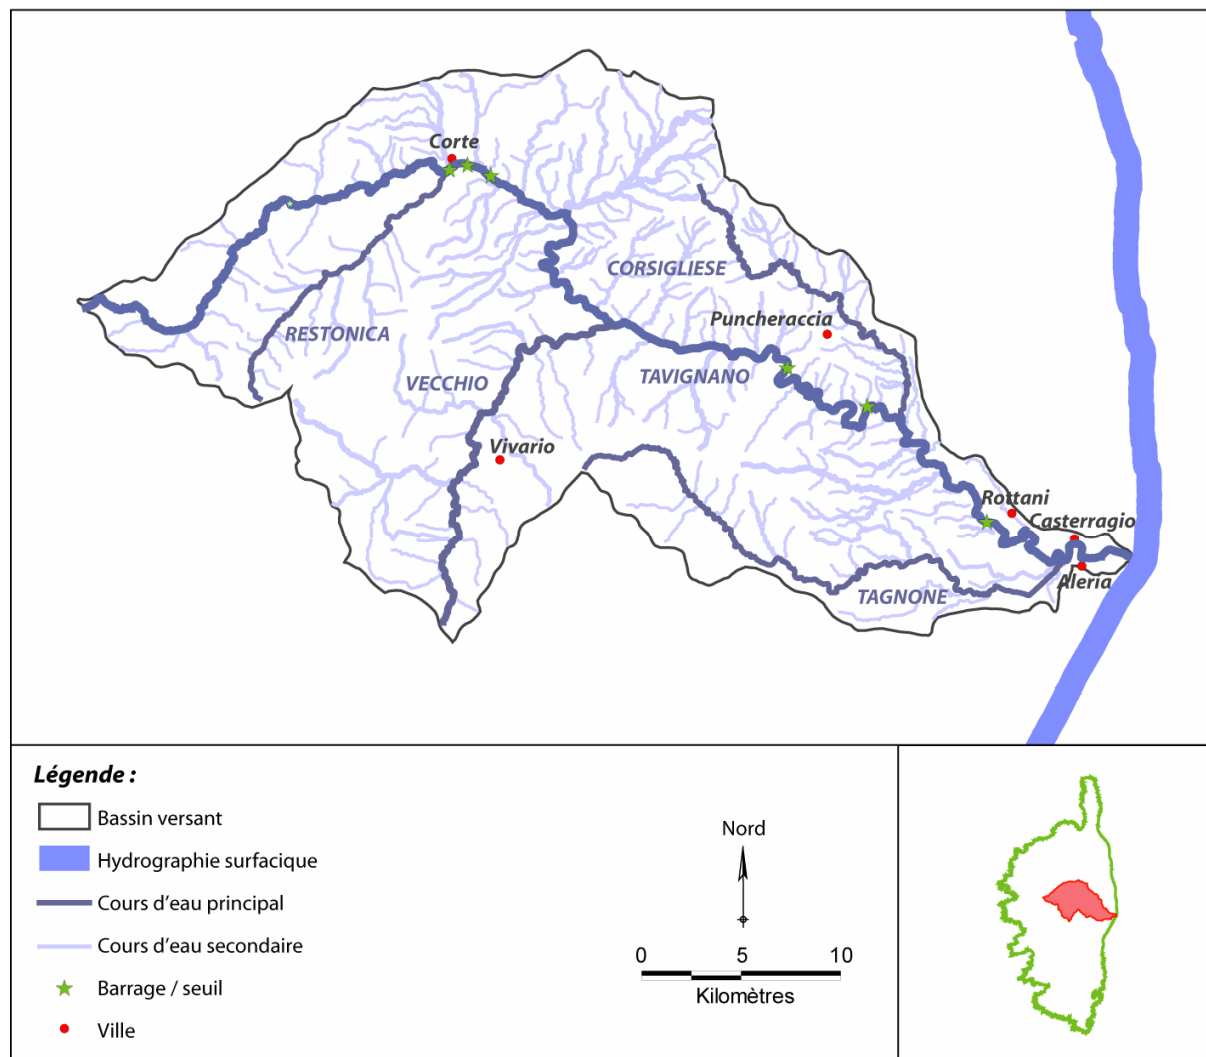 Corte
CORSIGLIESE
Puncheraccia
RESTONICA
TAVIGNANO
VECCHIO
Vivario
Rottani
Casterragio
Aleria
TAGNONE
Légende :
Bassin versant
Hydrographie surfacique
Cours d'eau principal
Cours d'eau secondaire
Barrage / seuil
Ville
Nord
0 5 10
Kilomètres